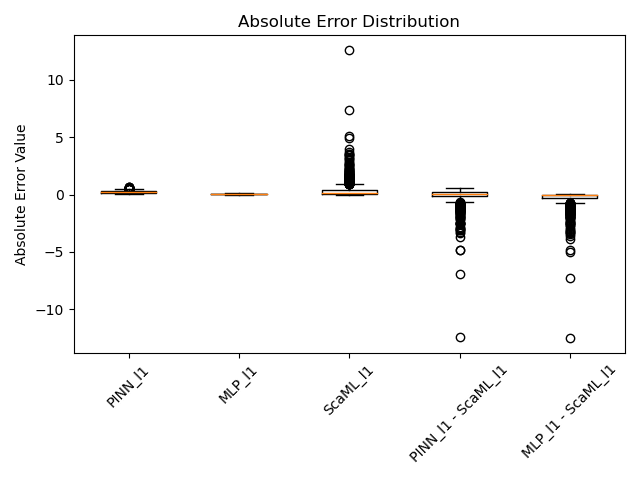 Absolute Error Distribution
Absolute Error Value
10
5
0
−5
−10
PINN_l1
MLP_l1
ScaML_l1
PINN_l1 - ScaML_l1
MLP_l1 - ScaML_l1